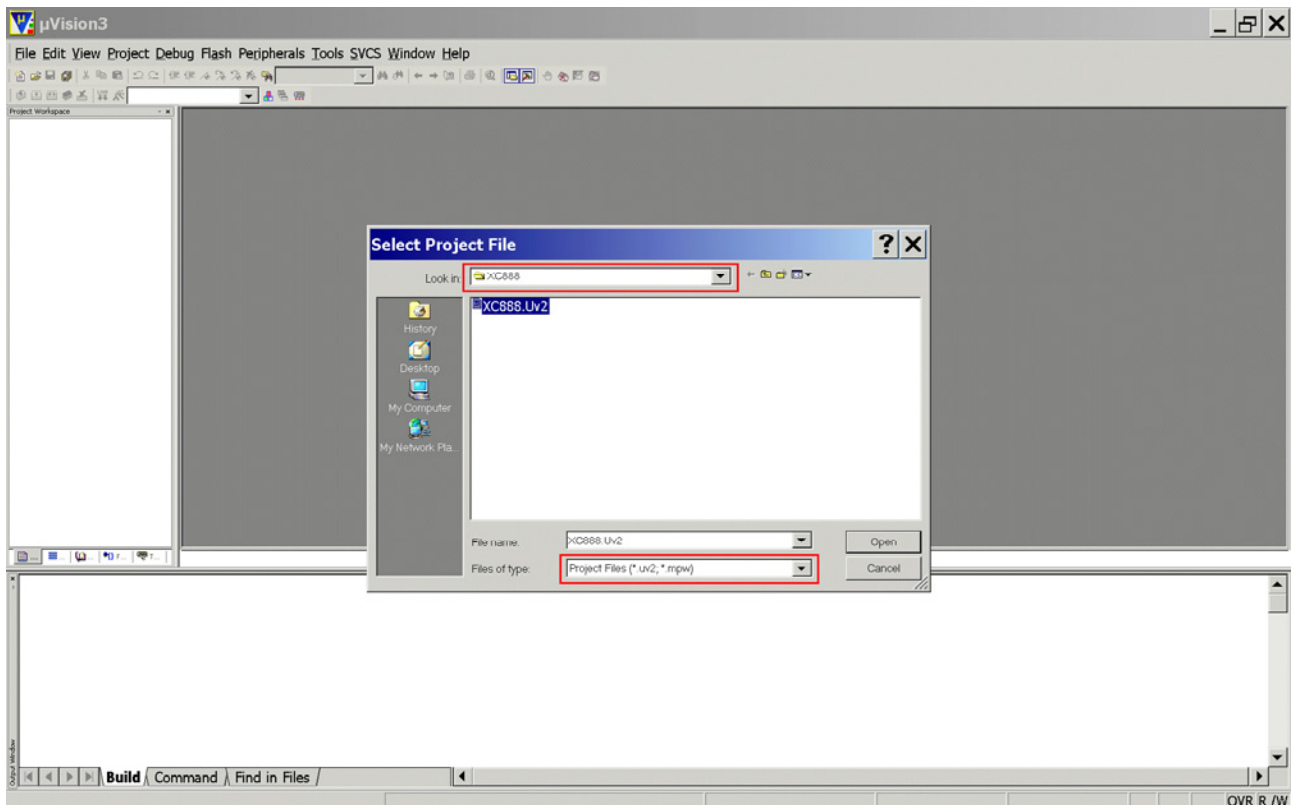 µVision3
File Edit View Project Debug Flash Peripherals Tools SVCS Window Help
Project Workspace
Select Project File
Look in:
XC888
XC888.Uv2
History
Desktop
My Computer
My Network Pla...
File name:
XC888.Uv2
Open
Files of type:
Project Files (*.uv2; *.mpw)
Cancel
Output Window
Build Command Find in Files
OVR R/W